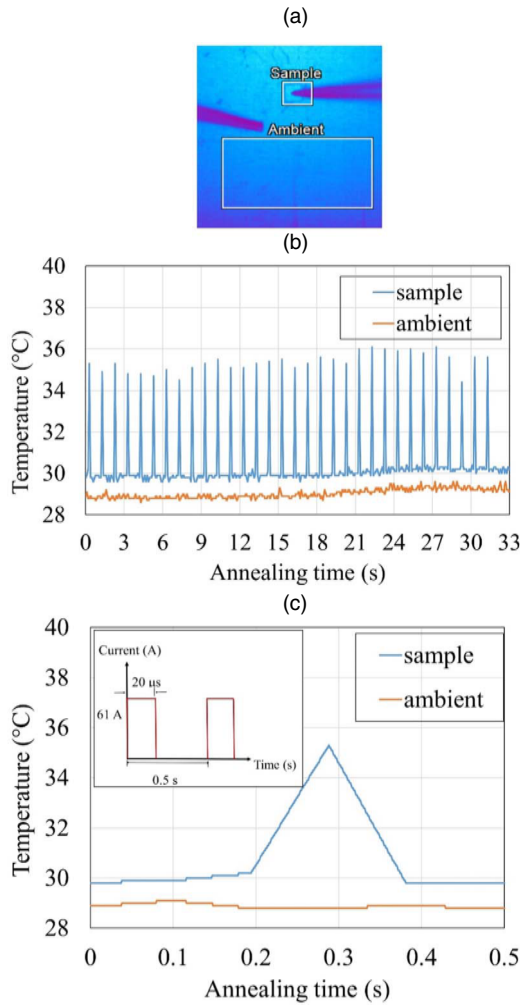 (a)
Sample
Ambient
(b)
40
38
36
34
32
30
28
sample
ambient
0 3 6 9 12 15 18 21 24 27 30 33
Temperature (°C)
Annealing time (s)
(c)
40
38
36
34
32
30
28
Current (A)
20 μs
61 A
Time (s)
0.5 s
sample
ambient
0 0.1 0.2 0.3 0.4 0.5
Temperature (°C)
Annealing time (s)